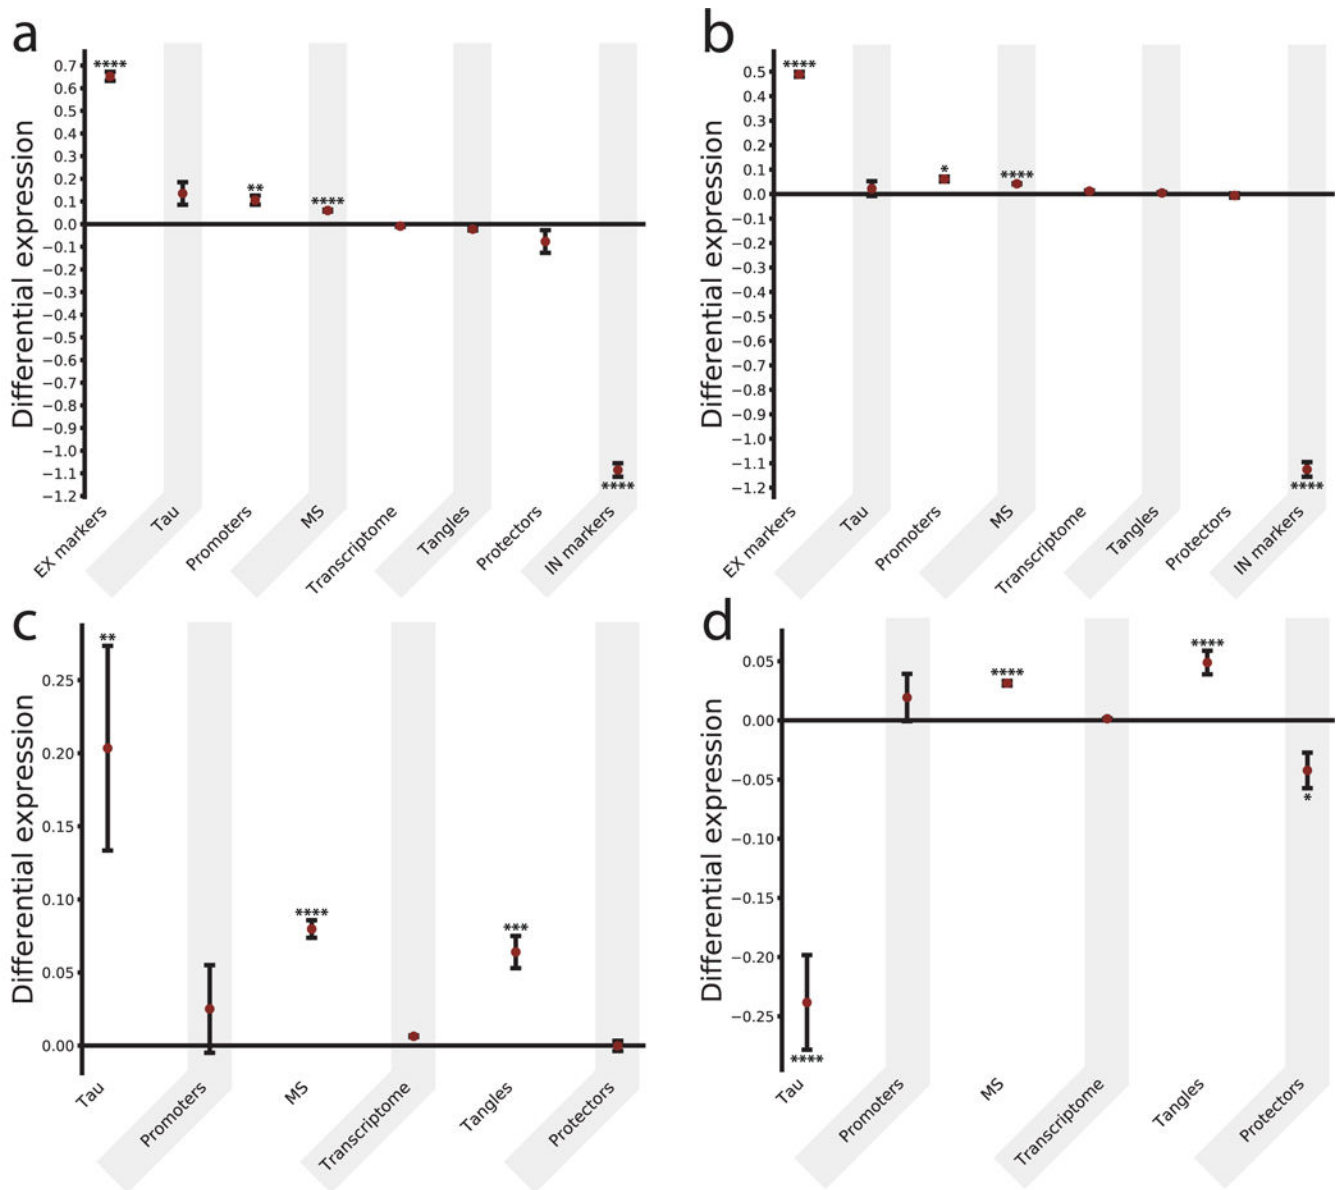 a
Differential expression
0.7
0.6
0.5
0.4
0.3
0.2
0.1
0.0
−0.1
−0.2
−0.3
−0.4
−0.5
−0.6
−0.7
−0.8
−0.9
−1.0
−1.1
−1.2
****
**
****
****
EX markers
Tau
Promoters
MS
Transcriptome
Tangles
Protectors
IN markers
b
Differential expression
0.5
0.4
0.3
0.2
0.1
0.0
−0.1
−0.2
−0.3
−0.4
−0.5
−0.6
−0.7
−0.8
−0.9
−1.0
−1.1
−1.2
****
*
****
****
EX markers
Tau
Promoters
MS
Transcriptome
Tangles
Protectors
IN markers
c
Differential expression
0.25
0.20
0.15
0.10
0.05
0.00
**
****
***
Tau
Promoters
MS
Transcriptome
Tangles
Protectors
d
Differential expression
0.05
0.00
−0.05
−0.10
−0.15
−0.20
−0.25
****
****
*
****
Tau
Promoters
MS
Transcriptome
Tangles
Protectors